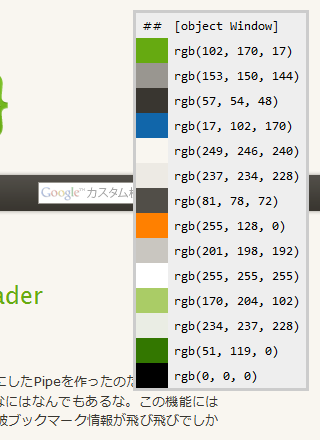 ## [object Window]
rgb(102, 170, 17)
rgb(153, 150, 144)
rgb(57, 54, 48)
rgb(17, 102, 170)
rgb(249, 246, 240)
rgb(237, 234, 228)
rgb(81, 78, 72)
rgb(255, 128, 0)
rgb(201, 198, 192)
rgb(255, 255, 255)
rgb(170, 204, 102)
rgb(234, 237, 228)
rgb(51, 119, 0)
rgb(0, 0, 0)
}
Google™ カスタム
ader
にしたPipeを作ったのだ
なにはなんでもあるな。この機能には
被ブックマーク情報が飛び飛びでしか